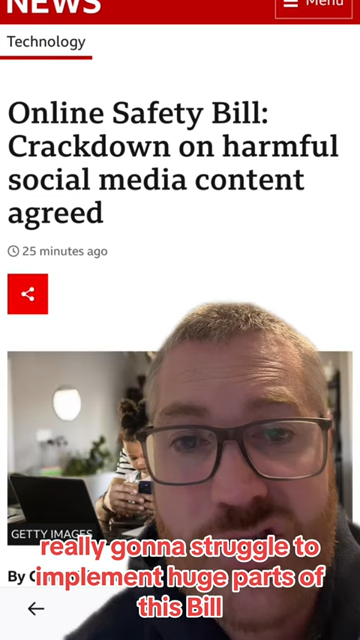 NEWS
Menu
Technology
Online Safety Bill:
Crackdown on harmful
social media content
agreed
25 minutes ago
GETTY IMAGES
By
really gonna struggle to
implement huge parts of
this Bill